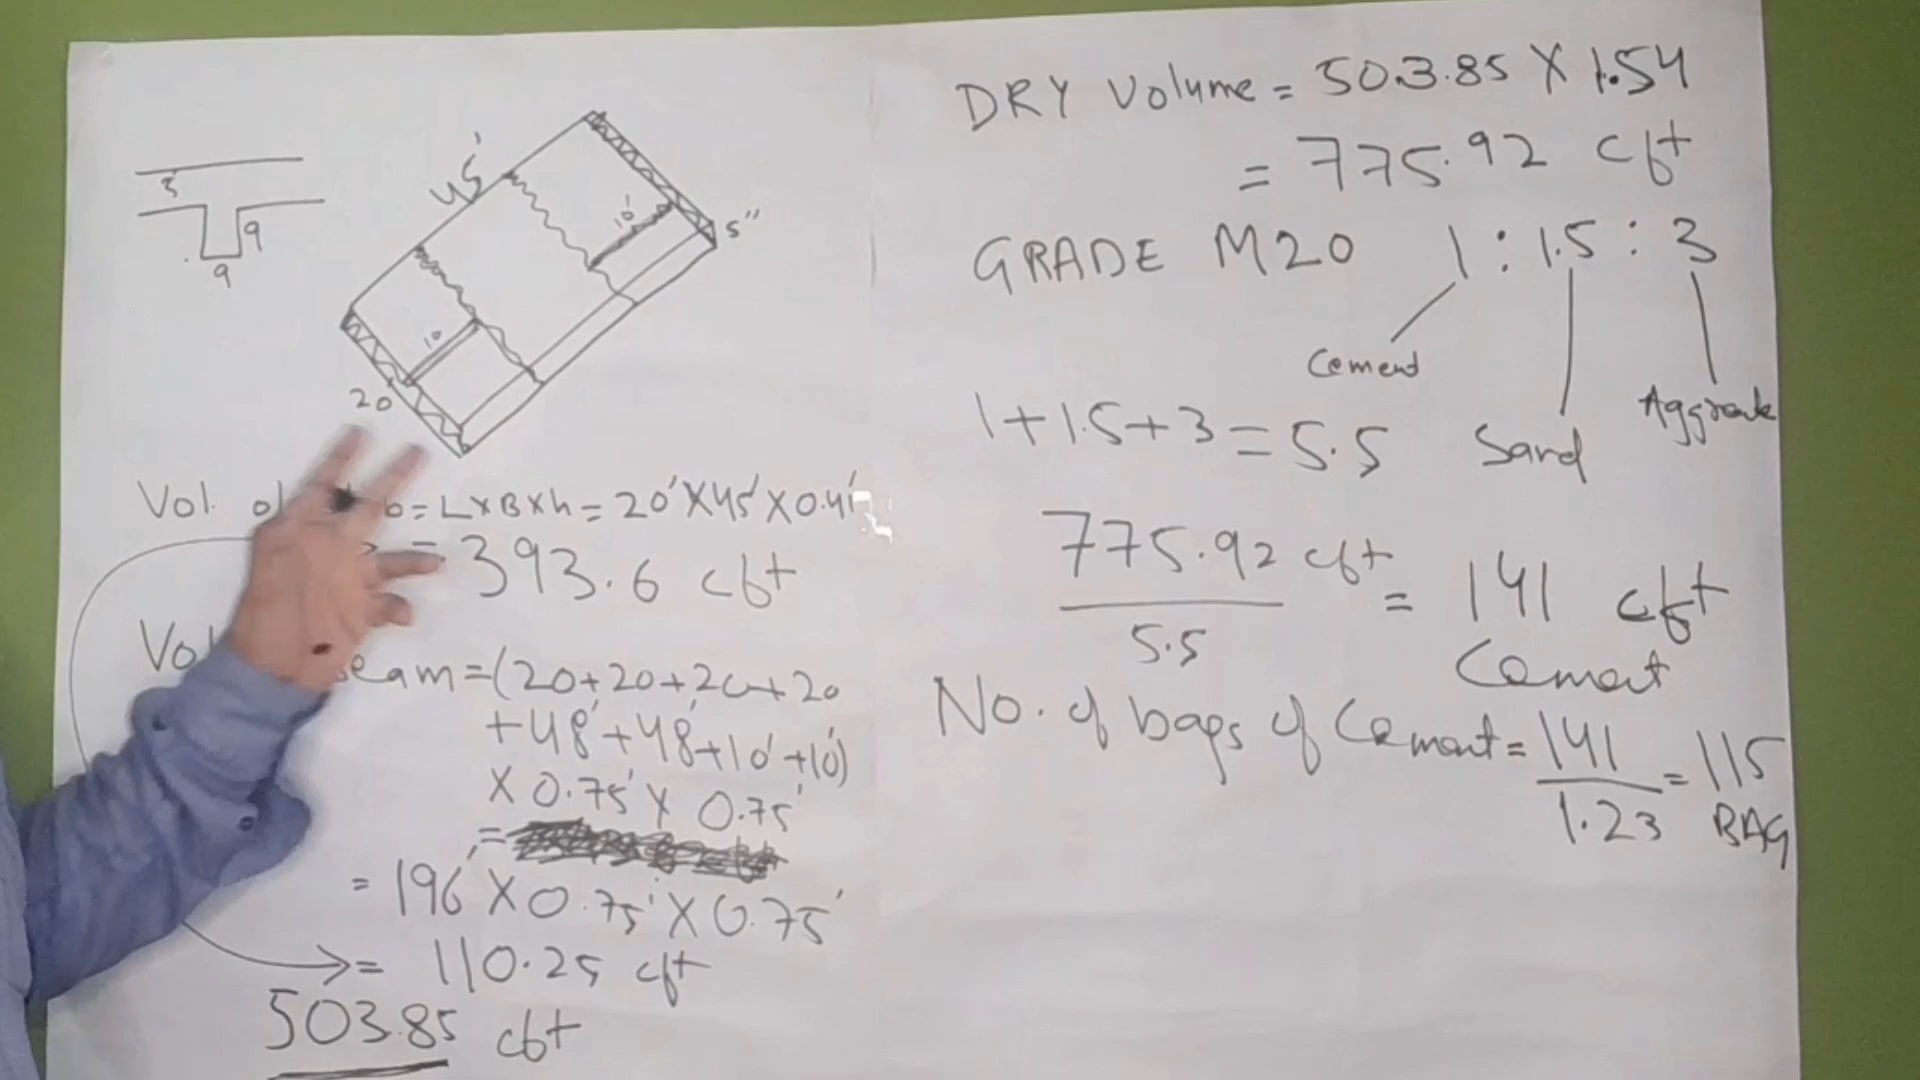 45'
3
9
9
10'
5"
10
20
Vol. = L×B×h = 20'×45'×0.41'
= 393.6 cft
= (20+20+20+20
+48'+48'+10'+10')
× 0.75' × 0.75'
=
= 196' × 0.75' × 0.75'
= 110.25 cft
503.85 cft
DRY Volume = 503.85 × 1.54
= 775.92 cft
GRADE M20 1 : 1.5 : 3
Cement
Sand
1+1.5+3 = 5.5
775.92 cft
5.5
= 141 cft
Cement
No. of bags of Cement = 141
1.23
= 115
BAG